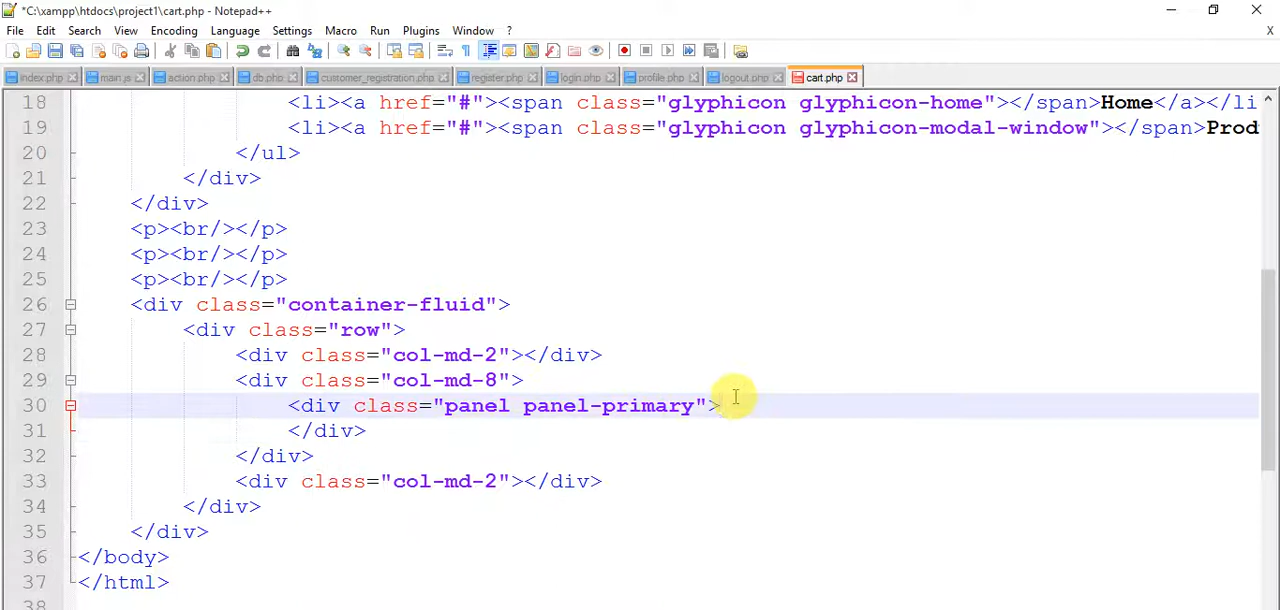 *C:\xampp\htdocs\project1\cart.php - Notepad++
File Edit Search View Encoding Language Settings Macro Run Plugins Window ? X
index.php main.js action.php db.php customer_registration.php register.php login.php profile.php logout.php cart.php
18 <li><a href="#"><span class="glyphicon glyphicon-home"></span>Home</a></li
19 <li><a href="#"><span class="glyphicon glyphicon-modal-window"></span>Prod
20 </ul>
21 </div>
22 </div>
23 <p><br/></p>
24 <p><br/></p>
25 <p><br/></p>
26 <div class="container-fluid">
27 <div class="row">
28 <div class="col-md-2"></div>
29 <div class="col-md-8">
30 <div class="panel panel-primary">
31 </div>
32 </div>
33 <div class="col-md-2"></div>
34 </div>
35 </div>
36 </body>
37 </html>
38